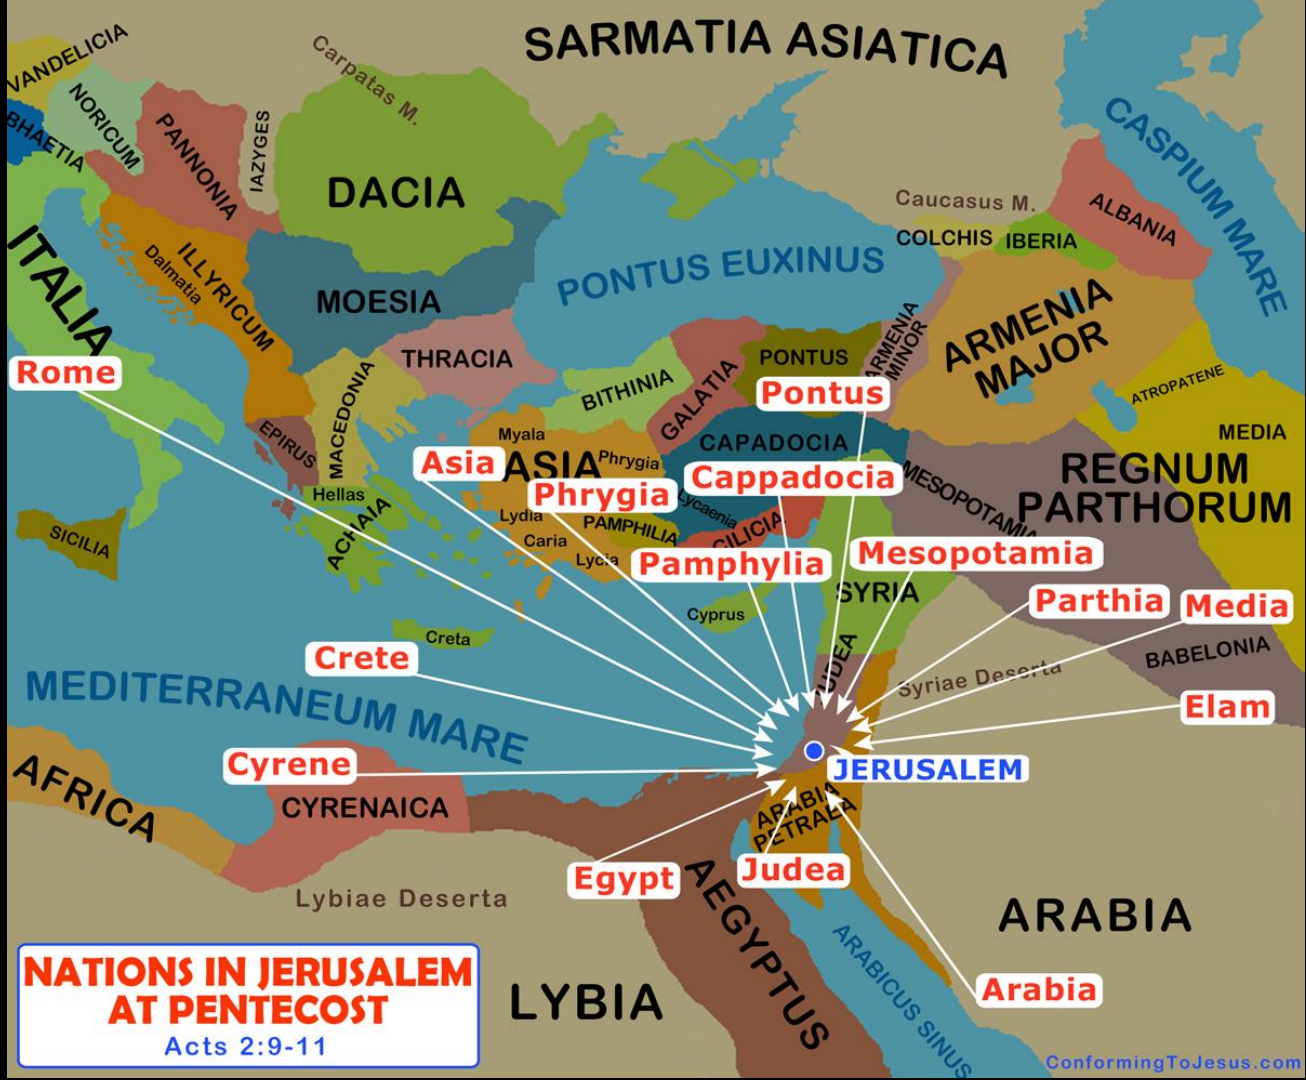 SARMATIA ASIATICA
VANDELICIA
Carpatas M.
NORICUM
BHAETIA
PANNONIA
IAZYGES
DACIA
CASPIUM MARE
Caucasus M.
ALBANIA
COLCHIS
IBERIA
ITALIA
ILLYRICUM
Dalmatia
MOESIA
PONTUS EUXINUS
ARMENIA
MAJOR
ARMENIA
MINOR
THRACIA
PONTUS
Rome
MACEDONIA
BITHINIA
GALATIA
Pontus
ATROPATENE
MEDIA
EPIRUS
Myala
CAPADOCIA
Asia
ASIA
Phrygia
Cappadocia
REGNUM
PARTHORUM
MESOPOTAMIA
Hellas
Phrygia
Lycaenia
SICILIA
ACHAIA
Lydia
PAMPHILIA
CILICIA
Caria
Lycia
Pamphylia
Mesopotamia
SYRIA
Parthia
Media
Cyprus
Creta
Crete
JUDEA
Syriae Deserta
BABELONIA
MEDITERRANEUM MARE
Elam
Cyrene
JERUSALEM
AFRICA
CYRENAICA
ARABIA
PETRAEA
Egypt
Judea
Lybiae Deserta
AEGYPTUS
ARABIA
ARABICUS SINUS
Arabia
LYBIA
NATIONS IN JERUSALEM
AT PENTECOST
Acts 2:9-11
ConformingToJesus.com